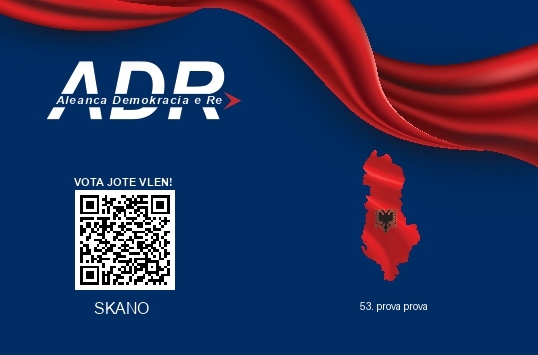 ADR
Aleanca Demokracia e Re
VOTA JOTE VLEN!
SKANO
53. prova prova